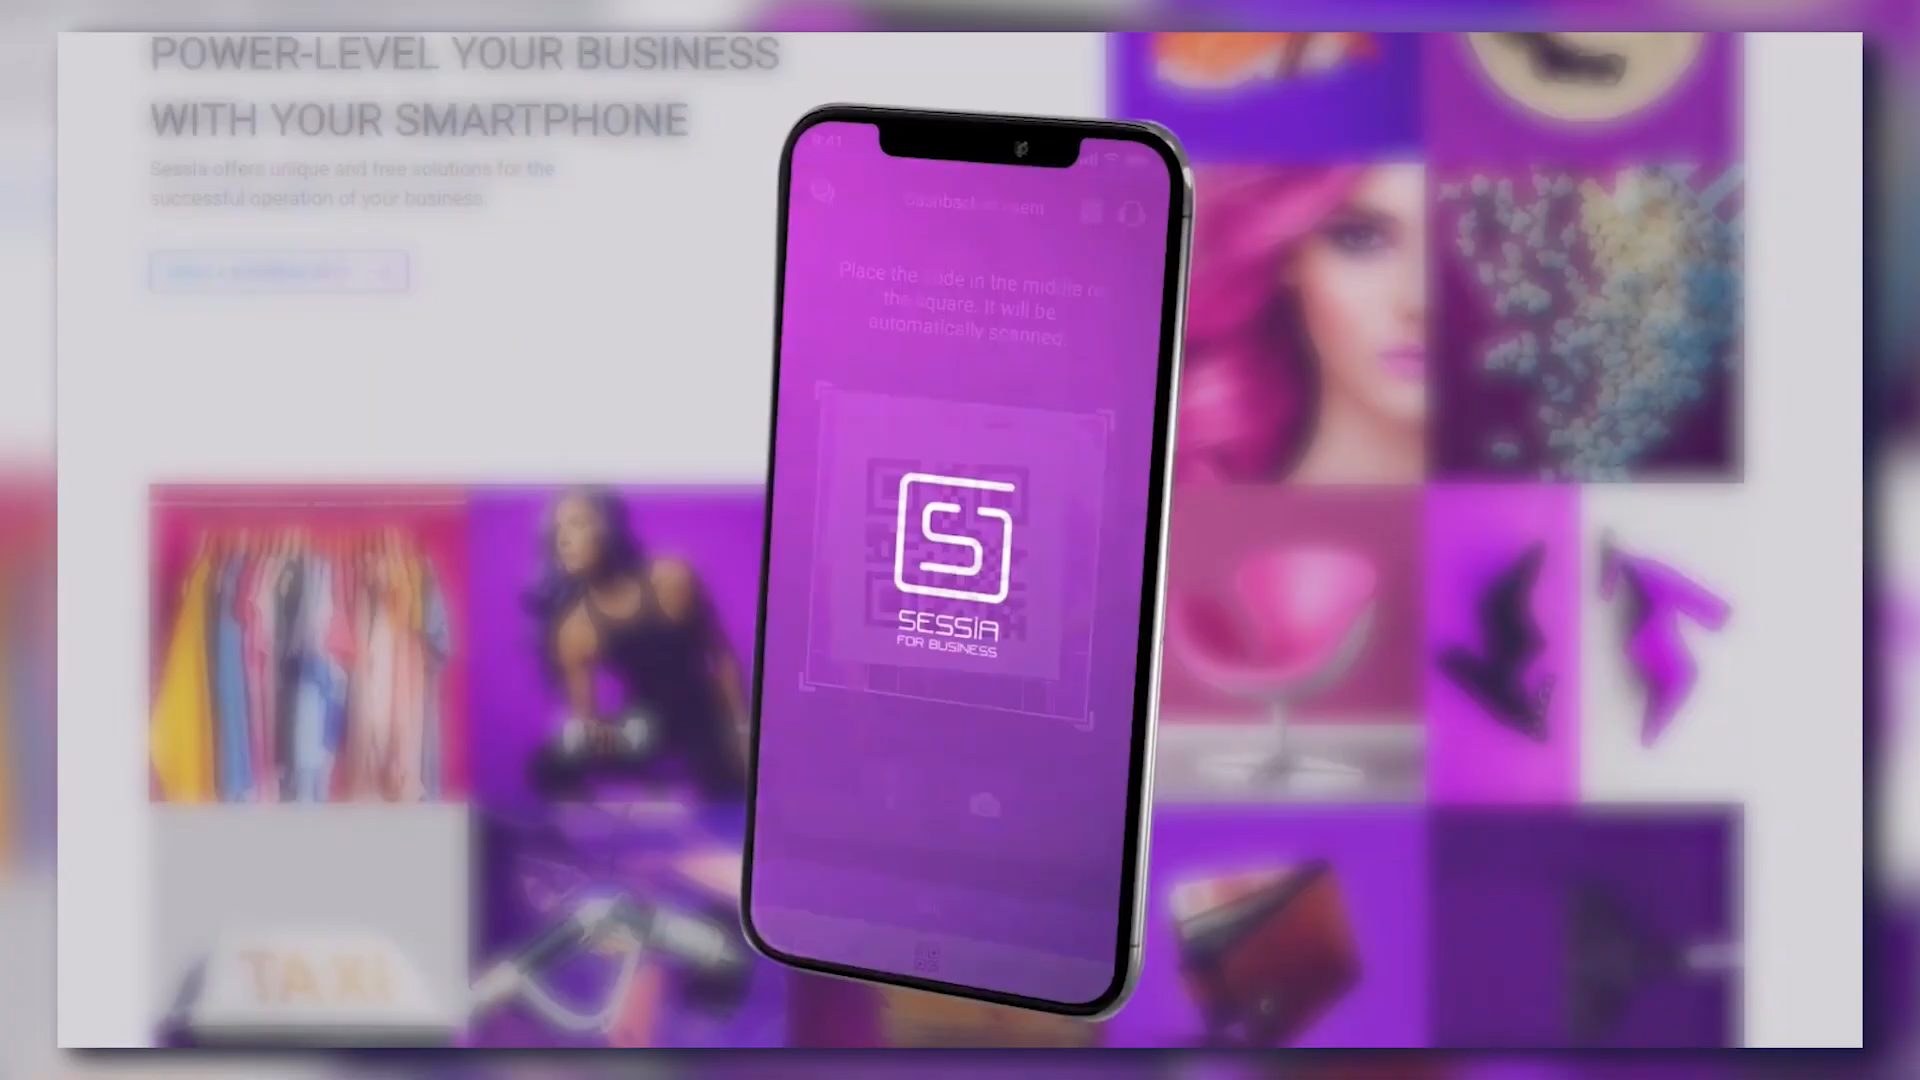 POWER-LEVEL YOUR BUSINESS
WITH YOUR SMARTPHONE
Sessia offers unique and free solutions for the
successful operation of your business
9:41
Place the code in the middle of
the square. It will be
automatically scanned
SESSIA
FOR BUSINESS
TAXI